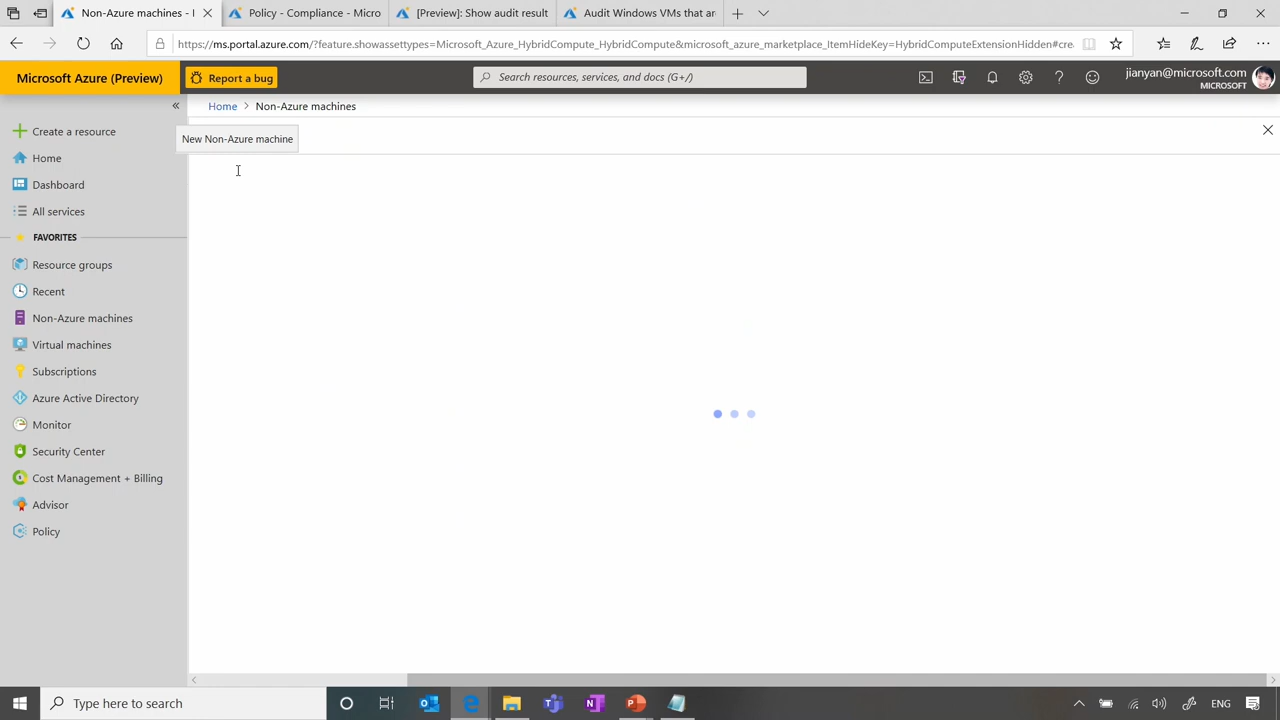 Non-Azure machines - I
Policy - Compliance - Micro
[Preview]: Show audit result
Audit Windows VMs that ar
https://ms.portal.azure.com/?feature.showassettypes=Microsoft_Azure_HybridCompute_HybridCompute&microsoft_azure_marketplace_ItemHideKey=HybridComputeExtensionHidden#crea
Microsoft Azure (Preview)
Report a bug
Search resources, services, and docs (G+/)
jianyan@microsoft.com
MICROSOFT
Home > Non-Azure machines
New Non-Azure machine
Create a resource
Home
Dashboard
All services
FAVORITES
Resource groups
Recent
Non-Azure machines
Virtual machines
Subscriptions
Azure Active Directory
Monitor
Security Center
Cost Management + Billing
Advisor
Policy
Type here to search
ENG